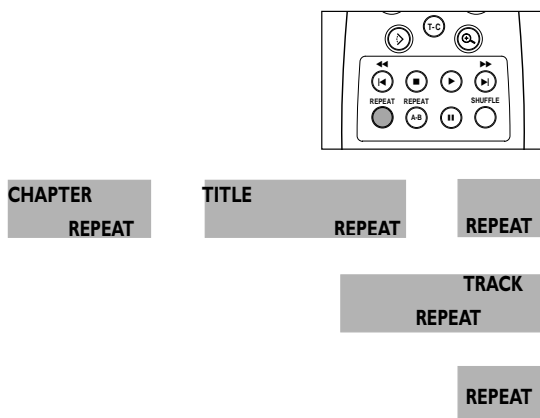 T-C
REPEAT REPEAT SHUFFLE
A-B
CHAPTER
REPEAT
TITLE
REPEAT
REPEAT
TRACK
REPEAT
REPEAT